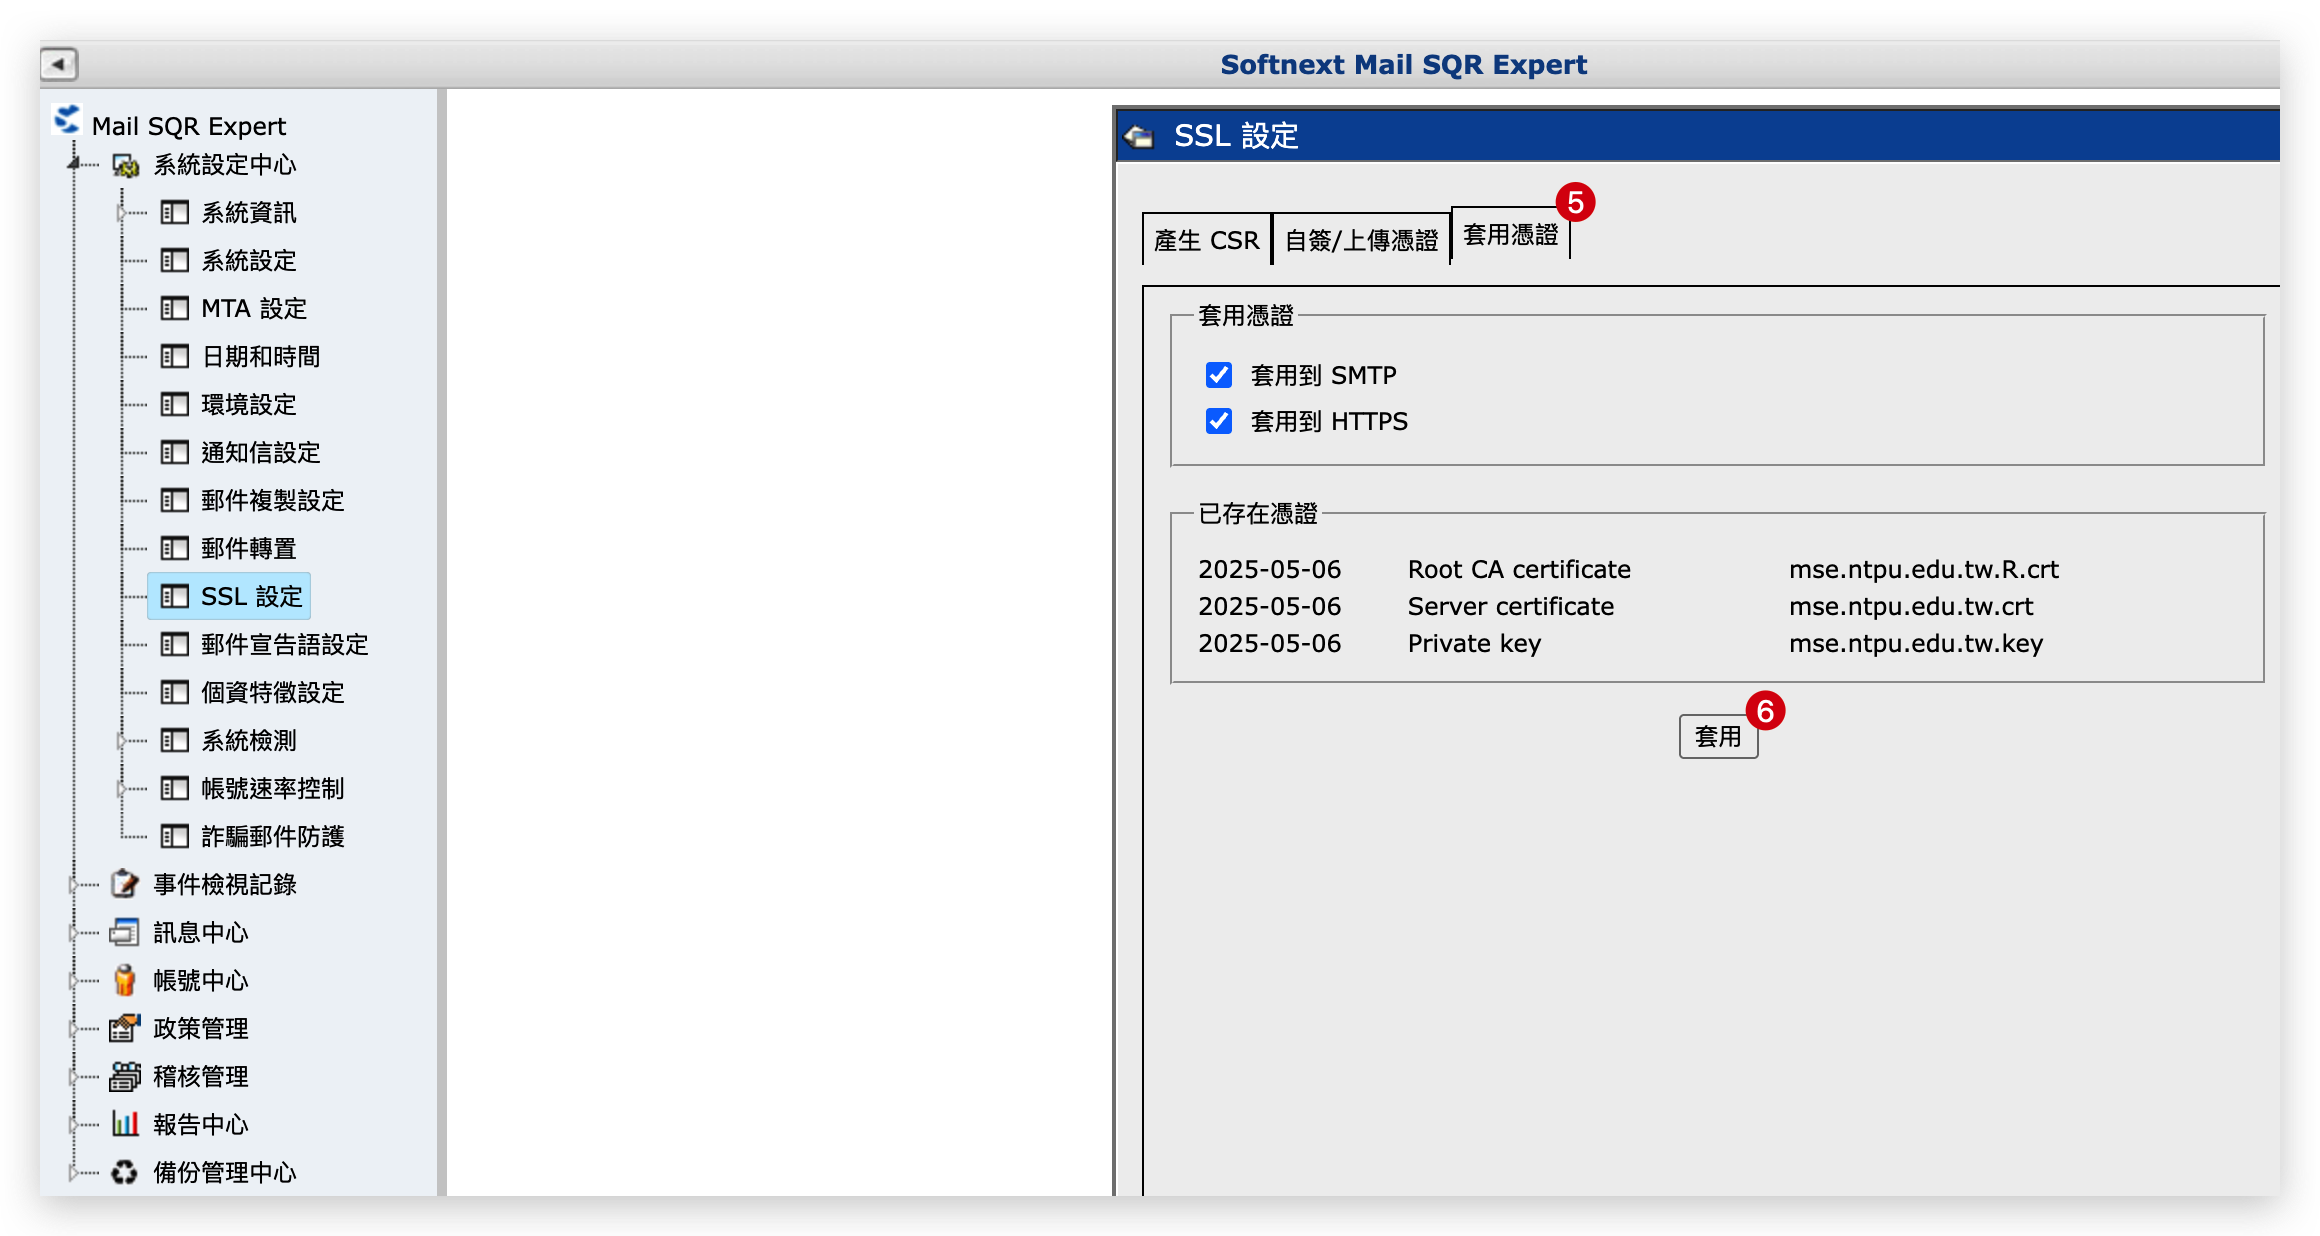 Softnext Mail SQR Expert
Mail SQR Expert
系統設定中心
系統資訊
系統設定
MTA 設定
日期和時間
環境設定
通知信設定
郵件複製設定
郵件轉置
SSL 設定
郵件宣告語設定
個資特徵設定
系統檢測
帳號速率控制
詐騙郵件防護
事件檢視記錄
訊息中心
帳號中心
政策管理
稽核管理
報告中心
備份管理中心
SSL 設定
產生 CSR 自簽/上傳憑證 套用憑證 5
套用憑證
套用到 SMTP
套用到 HTTPS
已存在憑證
2025-05-06 Root CA certificate mse.ntpu.edu.tw.R.crt
2025-05-06 Server certificate mse.ntpu.edu.tw.crt
2025-05-06 Private key mse.ntpu.edu.tw.key
套用 6